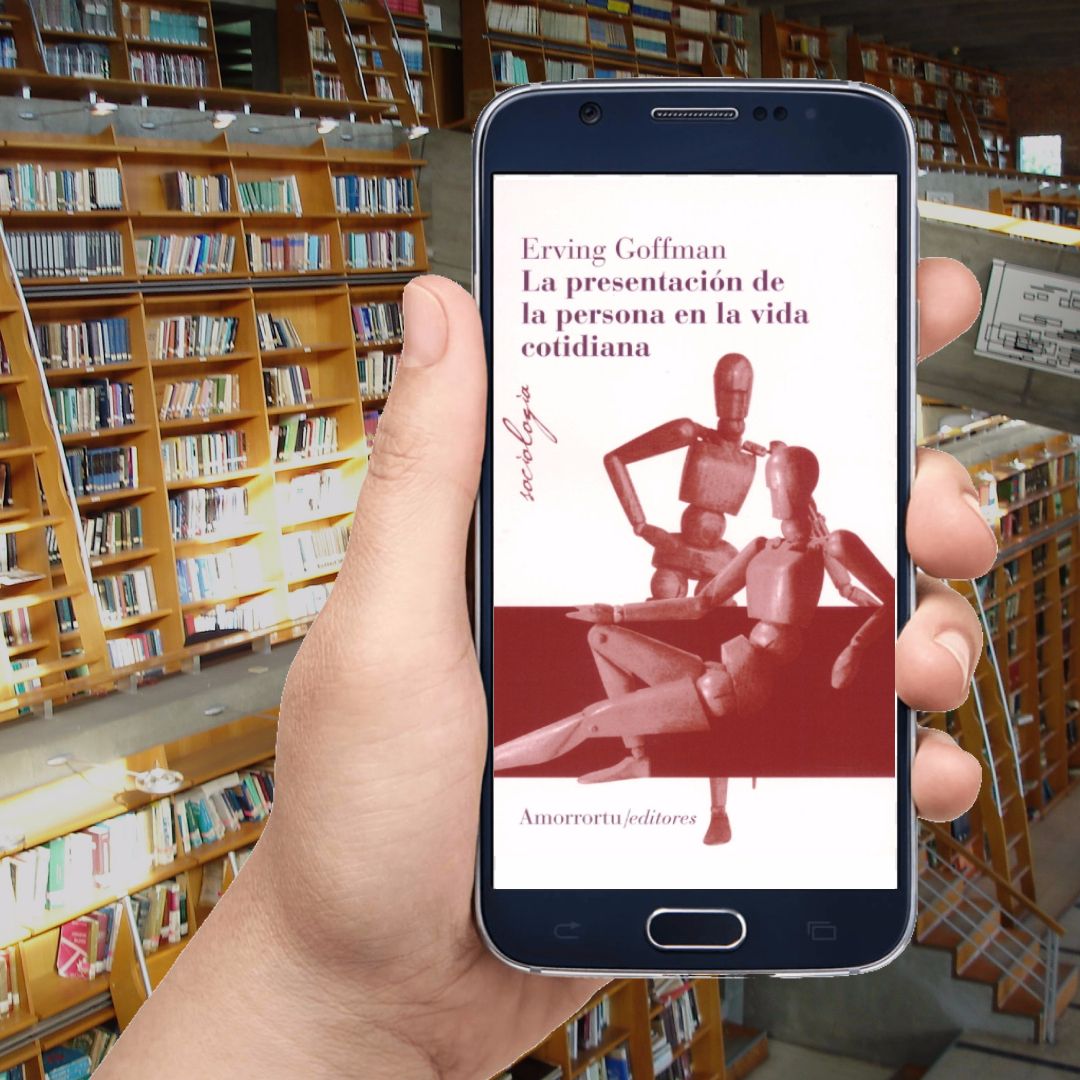 Erving Goffman
La presentación de
la persona en la vida
cotidiana
sociología
Amorrortu/editores